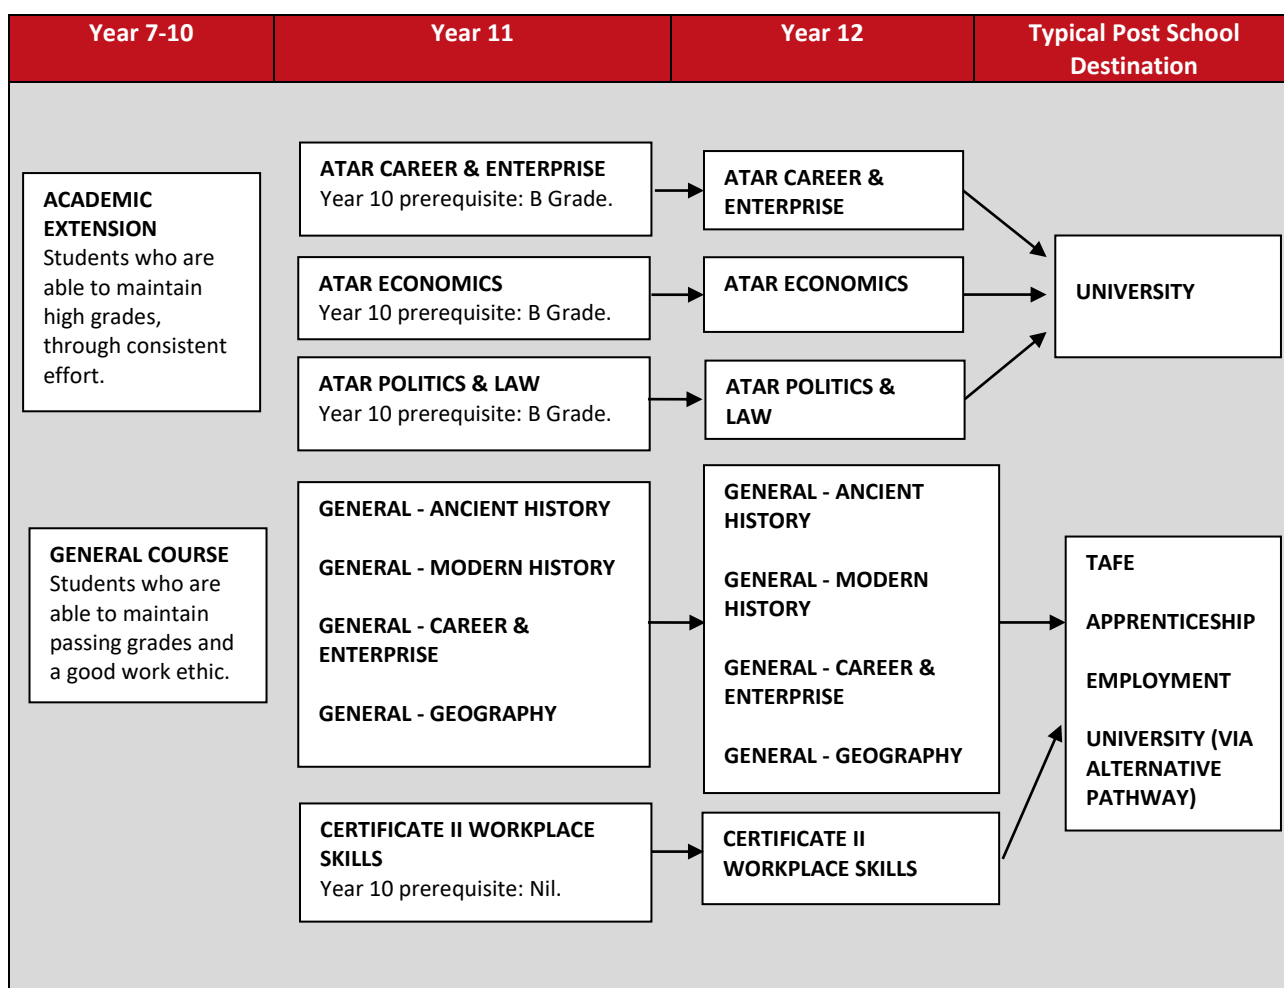 Year 7-10
Year 11
Year 12
Typical Post School
Destination
ACADEMIC
EXTENSION
Students who are
able to maintain
high grades,
through consistent
effort.
ATAR CAREER & ENTERPRISE
Year 10 prerequisite: B Grade.
ATAR CAREER &
ENTERPRISE
ATAR ECONOMICS
Year 10 prerequisite: B Grade.
ATAR ECONOMICS
ATAR POLITICS & LAW
Year 10 prerequisite: B Grade.
ATAR POLITICS &
LAW
UNIVERSITY
GENERAL COURSE
Students who are
able to maintain
passing grades and
a good work ethic.
GENERAL - ANCIENT HISTORY
GENERAL - MODERN HISTORY
GENERAL - CAREER &
ENTERPRISE
GENERAL - GEOGRAPHY
GENERAL - ANCIENT
HISTORY
GENERAL - MODERN
HISTORY
GENERAL - CAREER &
ENTERPRISE
GENERAL - GEOGRAPHY
TAFE
APPRENTICESHIP
EMPLOYMENT
UNIVERSITY (VIA
ALTERNATIVE
PATHWAY)
CERTIFICATE II WORKPLACE
SKILLS
Year 10 prerequisite: Nil.
CERTIFICATE II
WORKPLACE SKILLS